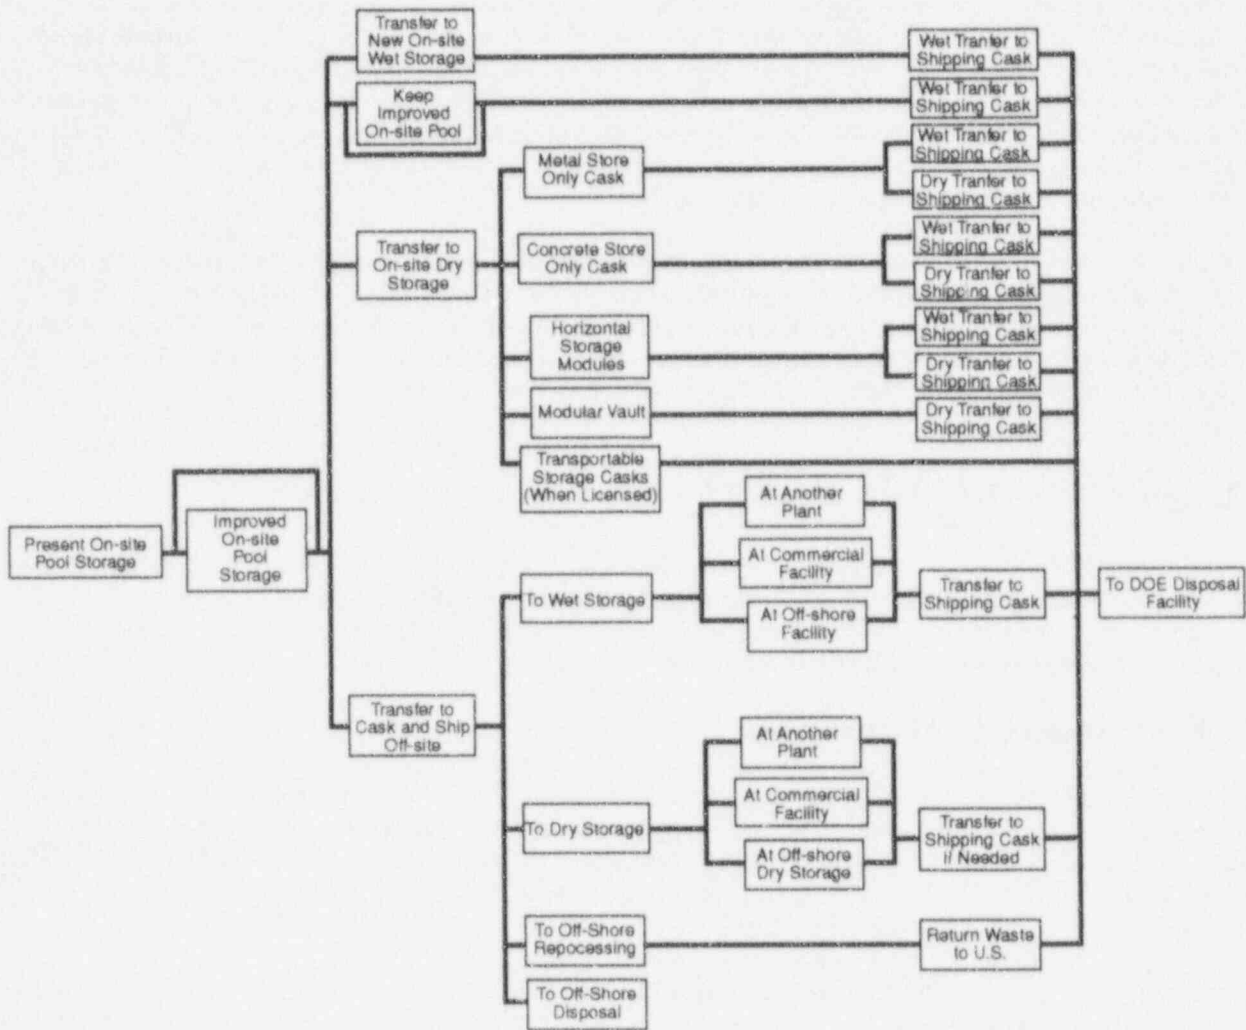 Transfer to
New On-site
Wet Storage
Wet Tranfer to
Shipping Cask
Keep
Improved
On-site Pool
Wet Tranfer to
Shipping Cask
Metal Store
Only Cask
Wet Tranfer to
Shipping Cask
Dry Tranfer to
Shipping Cask
Transfer to
On-site Dry
Storage
Concrete Store
Only Cask
Wet Tranfer to
Shipping Cask
Dry Tranfer to
Shipping Cask
Horizontal
Storage
Modules
Wet Tranfer to
Shipping Cask
Dry Tranfer to
Shipping Cask
Modular Vault
Dry Tranfer to
Shipping Cask
Transportable
Storage Casks
(When Licensed)
Present On-site
Pool Storage
Improved
On-site
Pool
Storage
At Another
Plant
At Commercial
Facility
At Off-shore
Facility
To Wet Storage
Transfer to
Shipping Cask
To DOE Disposal
Facility
Transfer to
Cask and Ship
Off-site
At Another
Plant
At Commercial
Facility
At Off-shore
Dry Storage
To Dry Storage
Transfer to
Shipping Cask
If Needed
To Off-Shore
Repocessing
Return Waste
to U.S.
To Off-Shore
Disposal